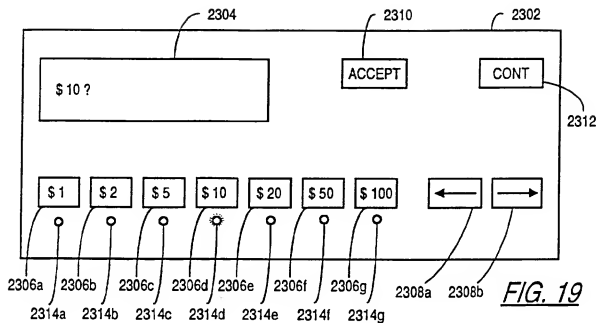 2304 2310 2302
ACCEPT CONT
$ 10 ?
2312
$ 1 $ 2 $ 5 $ 10 $ 20 $ 50 $ 100
2306a 2306b 2306c 2306d 2306e 2306f 2306g 2308a 2308b
2314a 2314b 2314c 2314d 2314e 2314f 2314g
FIG. 19